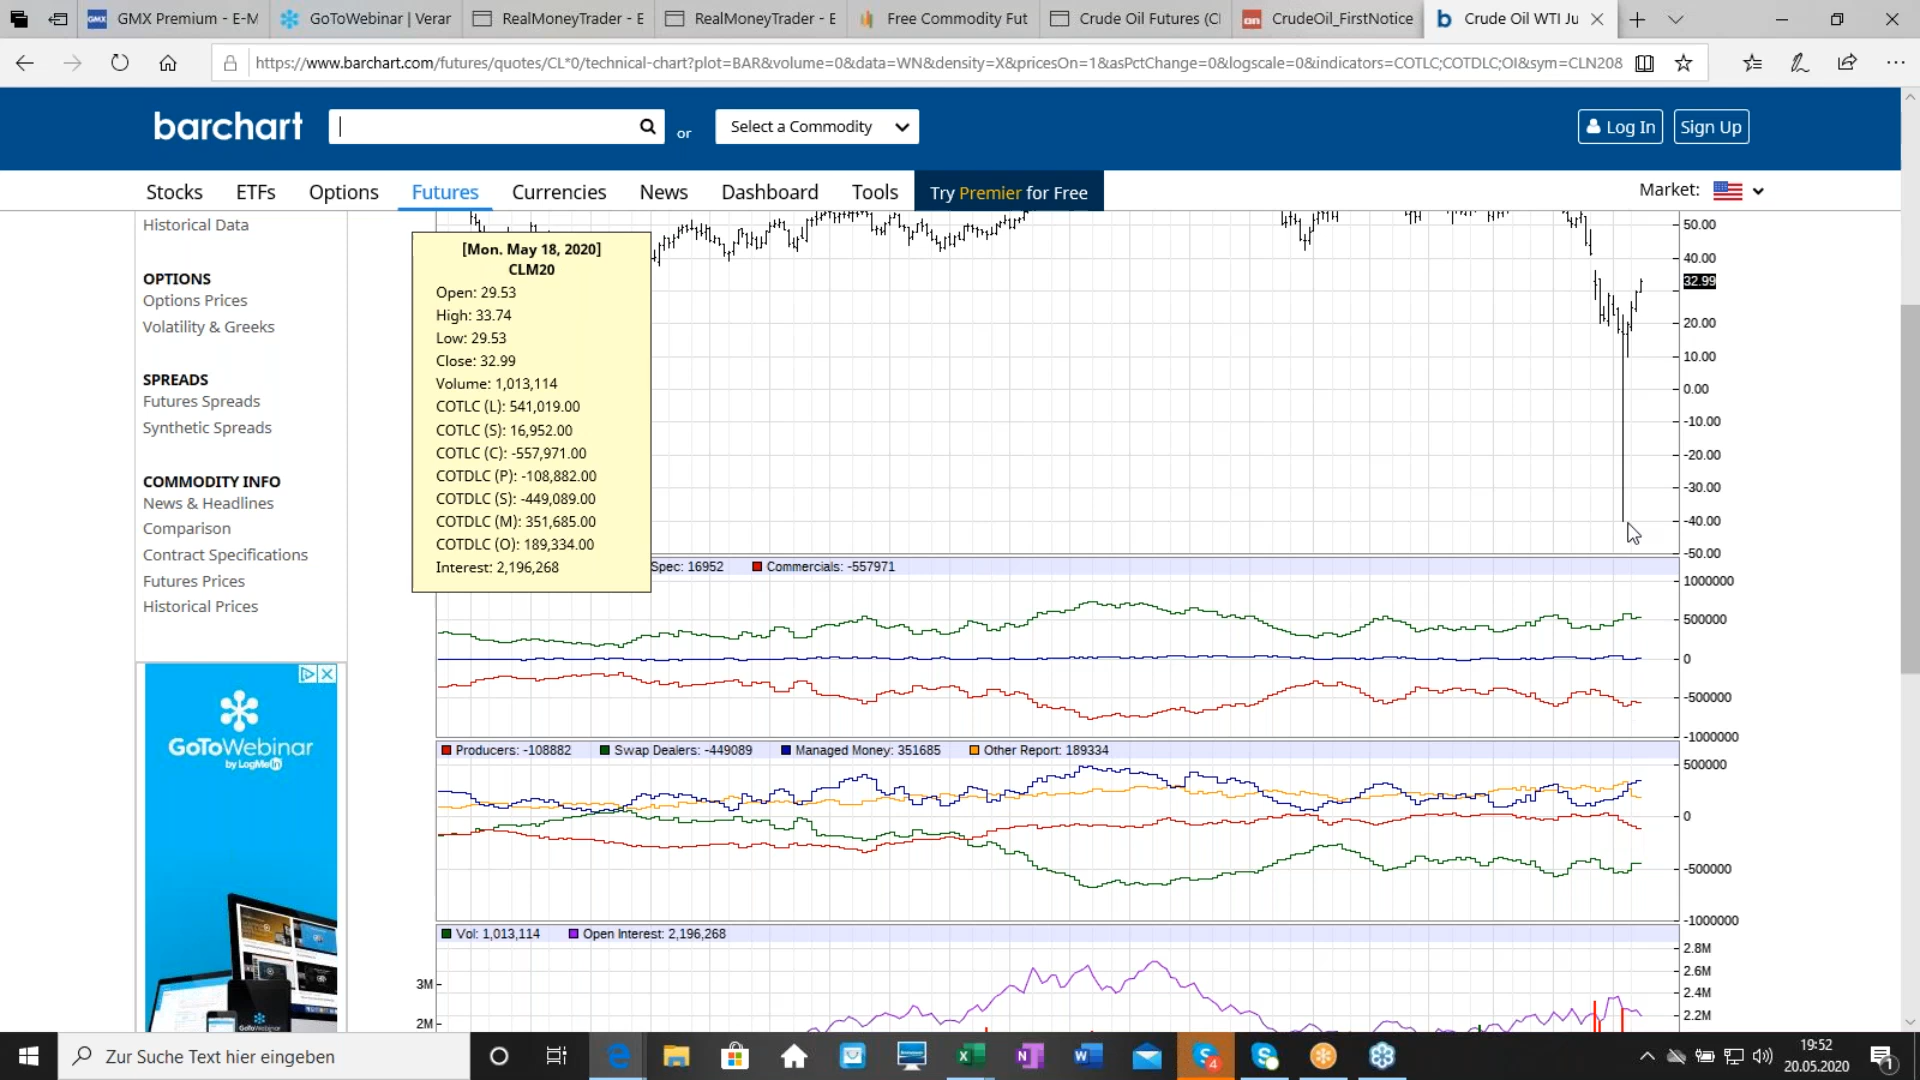 GMX Premium - E-M
GoToWebinar | Verar
RealMoneyTrader - E
RealMoneyTrader - E
Free Commodity Fut
Crude Oil Futures (Cl
CrudeOil_FirstNotice
Crude Oil WTI Ju
https://www.barchart.com/futures/quotes/CL*0/technical-chart?plot=BAR&volume=0&data=WN&density=X&pricesOn=1&asPctChange=0&logscale=0&indicators=COTLC;COTDLC;OI&sym=CLN208
barchart
or
Select a Commodity
Log In
Sign Up
Stocks
ETFs
Options
Futures
Currencies
News
Dashboard
Tools
Try Premier for Free
Market:
Historical Data
OPTIONS
Options Prices
Volatility & Greeks
SPREADS
Futures Spreads
Synthetic Spreads
COMMODITY INFO
News & Headlines
Comparison
Contract Specifications
Futures Prices
Historical Prices
GoToWebinar
by LogMeIn
[Mon. May 18, 2020]
CLM20
Open: 29.53
High: 33.74
Low: 29.53
Close: 32.99
Volume: 1,013,114
COTLC (L): 541,019.00
COTLC (S): 16,952.00
COTLC (C): -557,971.00
COTDLC (P): -108,882.00
COTDLC (S): -449,089.00
COTDLC (M): 351,685.00
COTDLC (O): 189,334.00
Interest: 2,196,268
50.00
40.00
32.99
20.00
10.00
0.00
-10.00
-20.00
-30.00
-40.00
-50.00
Spec: 16952 Commercials: -557971
1000000
500000
0
-500000
-1000000
Producers: -108882 Swap Dealers: -449089 Managed Money: 351685 Other Report: 189334
500000
0
-500000
-1000000
Vol: 1,013,114 Open Interest: 2,196,268
3M
2M
2.8M
2.6M
2.4M
2.2M
Zur Suche Text hier eingeben
4
19:52
20.05.2020
1